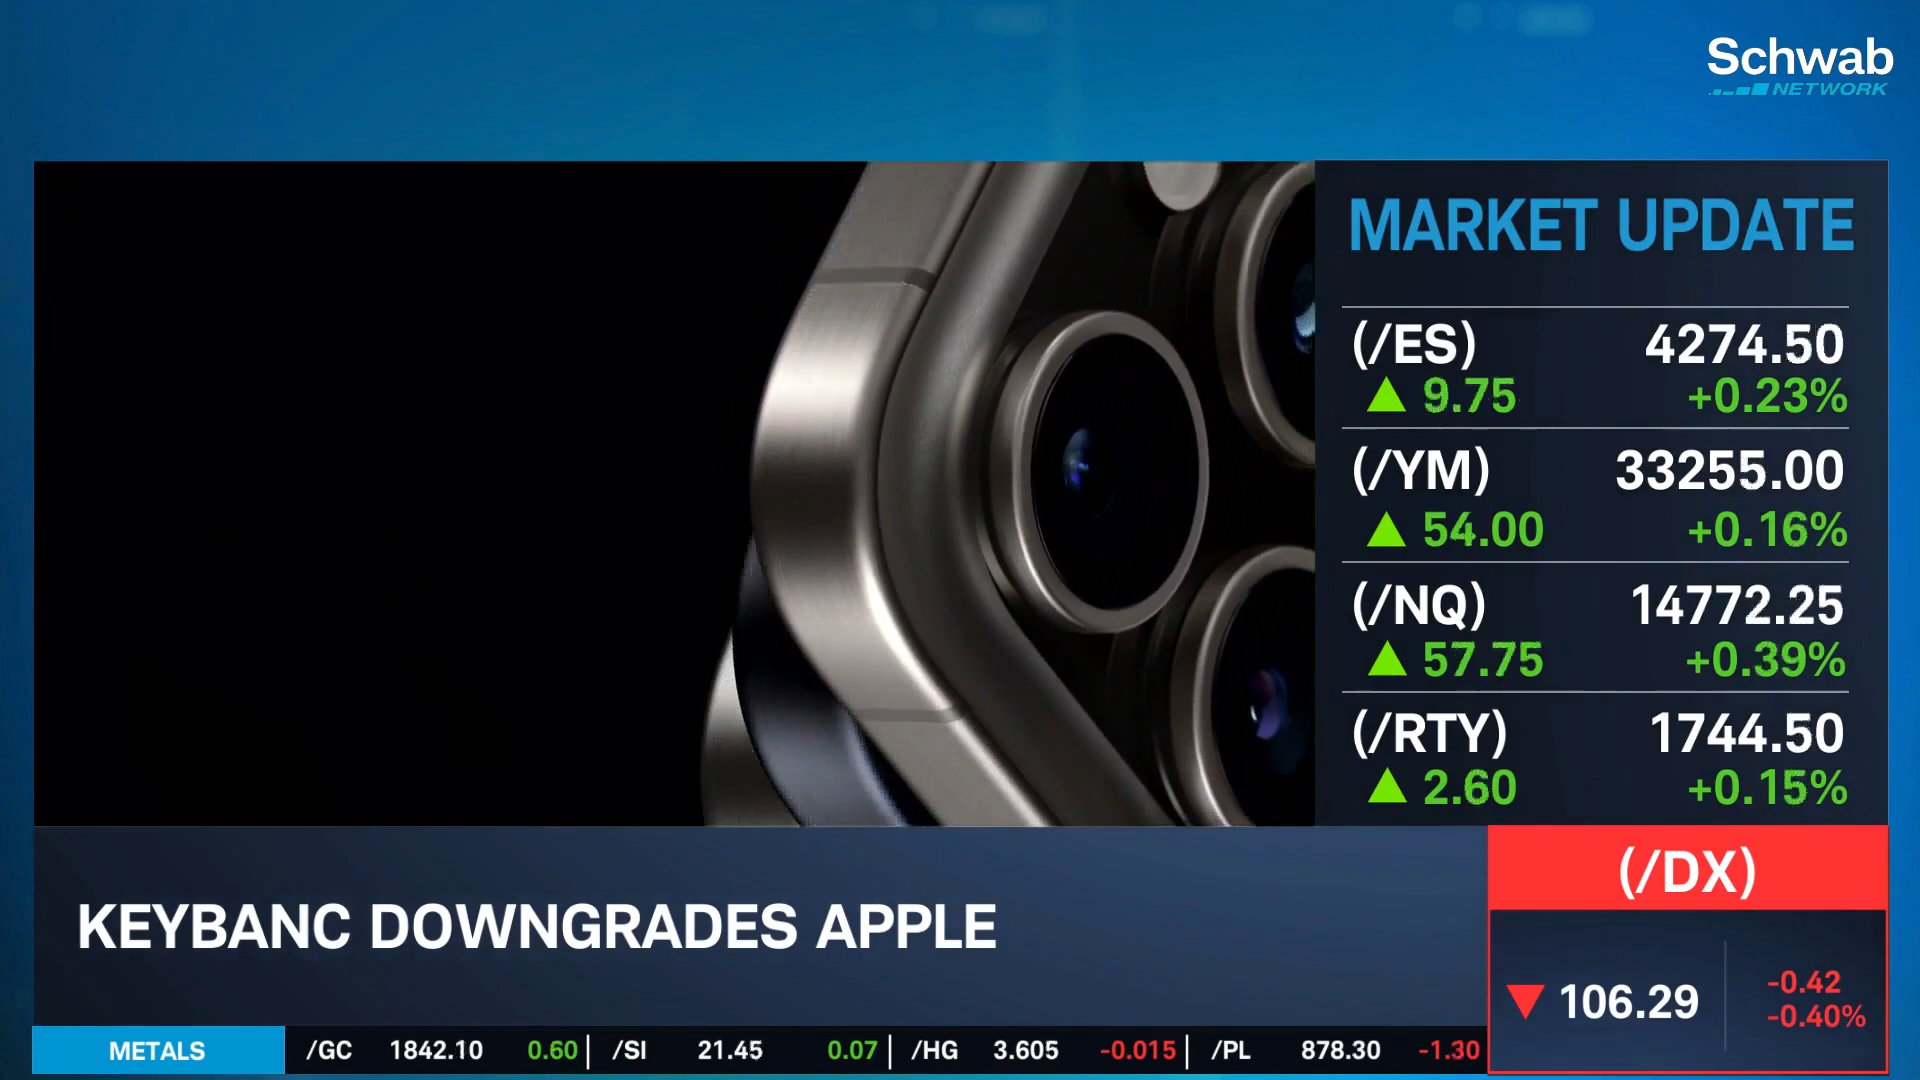 Schwab
NETWORK
MARKET UPDATE
(/ES) 4274.50
▲ 9.75 +0.23%
(/YM) 33255.00
▲ 54.00 +0.16%
(/NQ) 14772.25
▲ 57.75 +0.39%
(/RTY) 1744.50
▲ 2.60 +0.15%
KEYBANC DOWNGRADES APPLE
(/DX)
▼ 106.29
-0.42
-0.40%
METALS /GC 1842.10 0.60 | /SI 21.45 0.07 | /HG 3.605 -0.015 | /PL 878.30 -1.30